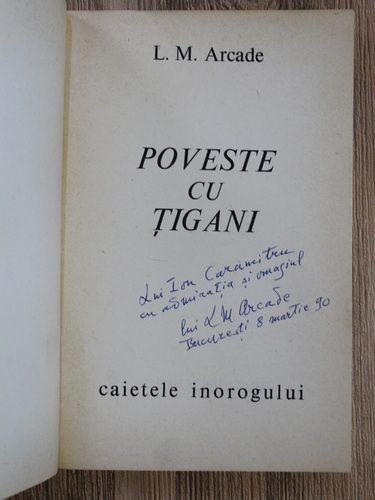 L. M. Arcade
POVESTE
CU
ȚIGANI
Lui Ion Caramitru
cu admirația și omagiul
lui LM Arcade
București 8 martie 90
caietele inorogului